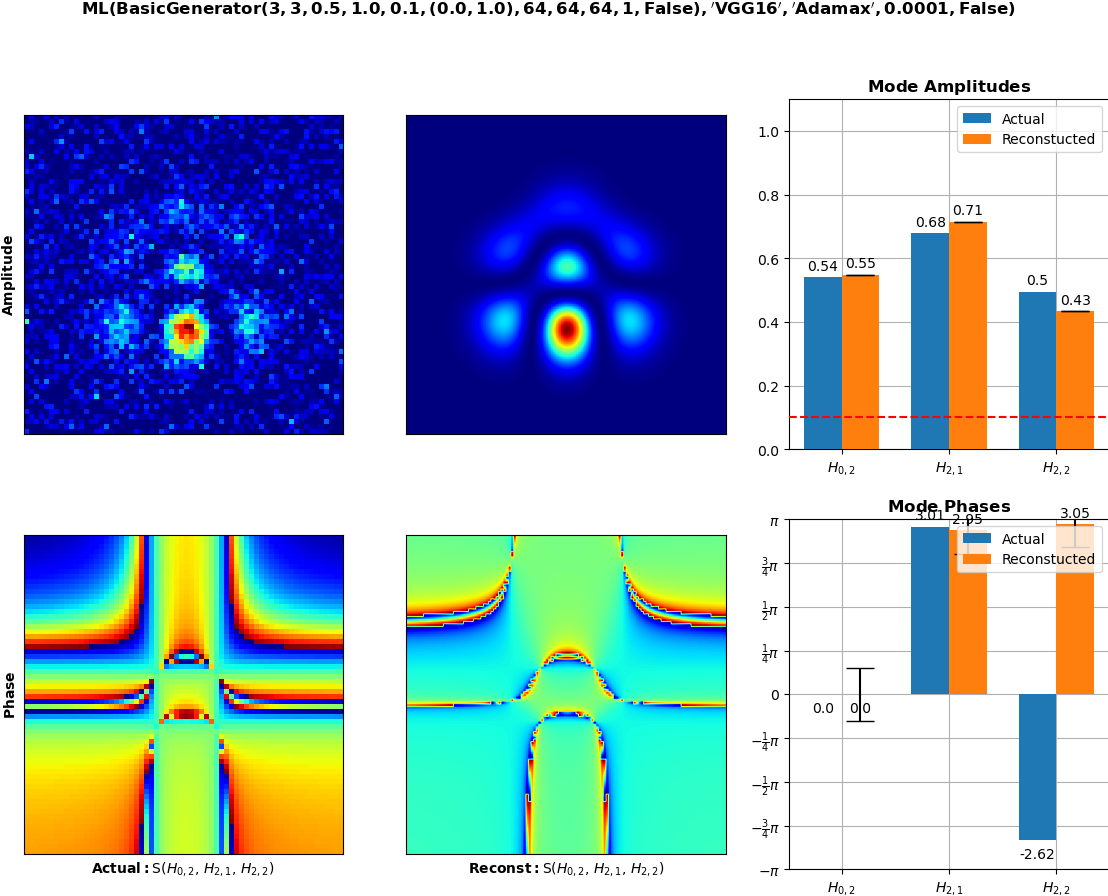 ML(BasicGenerator(3, 3, 0.5, 1.0, 0.1, (0.0, 1.0), 64, 64, 64, 1, False), ′VGG16′, ′Adamax′, 0.0001, False)
Amplitude
Mode Amplitudes
Actual
Reconstucted
1.0
0.8
0.6
0.4
0.2
0.0
0.54
0.55
0.68
0.71
0.5
0.43
H0, 2
H2, 1
H2, 2
Phase
Actual: S(H0, 2, H2, 1, H2, 2)
Reconst: S(H0, 2, H2, 1, H2, 2)
Mode Phases
Actual
Reconstucted
π
3/4π
1/2π
1/4π
0
−1/4π
−1/2π
−3/4π
−π
0.0
0.0
3.01
2.95
-2.62
3.05
H0, 2
H2, 1
H2, 2